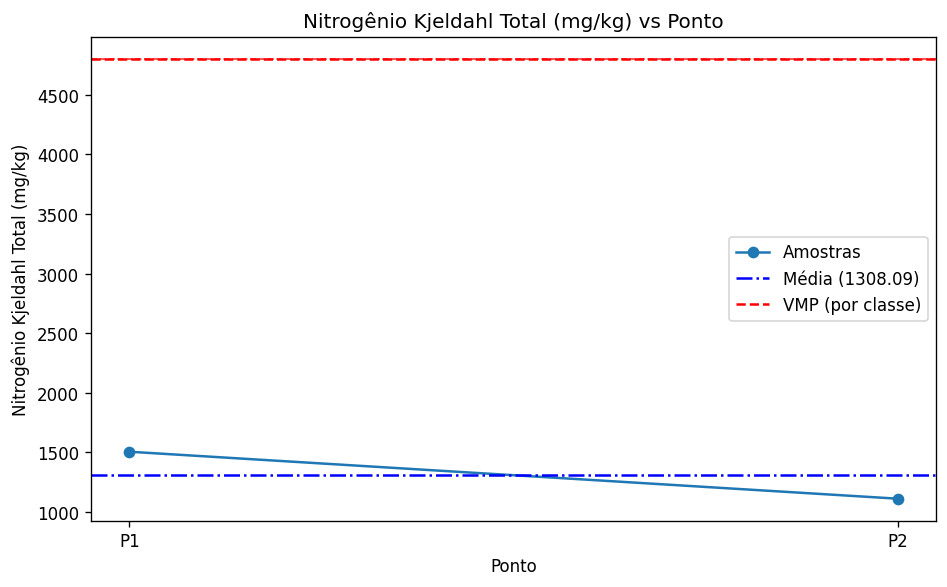 Nitrogênio Kjeldahl Total (mg/kg) vs Ponto
Nitrogênio Kjeldahl Total (mg/kg)
4500
4000
3500
3000
2500
2000
1500
1000
Amostras
Média (1308.09)
VMP (por classe)
P1
P2
Ponto